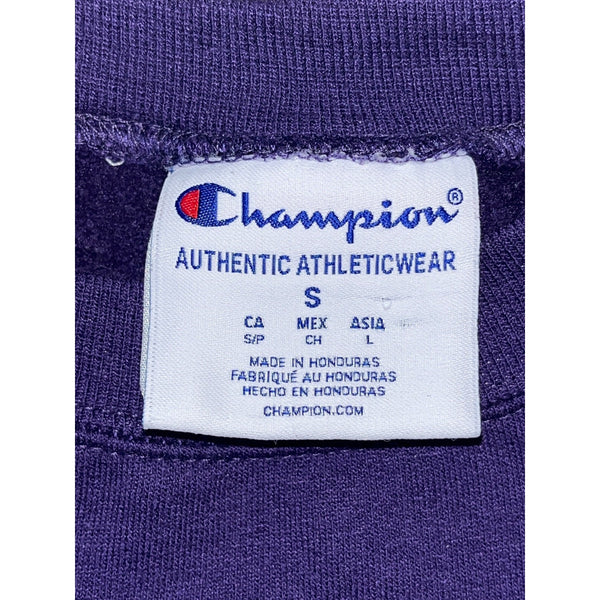 Champion®
AUTHENTIC ATHLETICWEAR
S
CA MEX ASIA
S/P CH L
MADE IN HONDURAS
FABRIQUÉ AU HONDURAS
HECHO EN HONDURAS
CHAMPION.COM